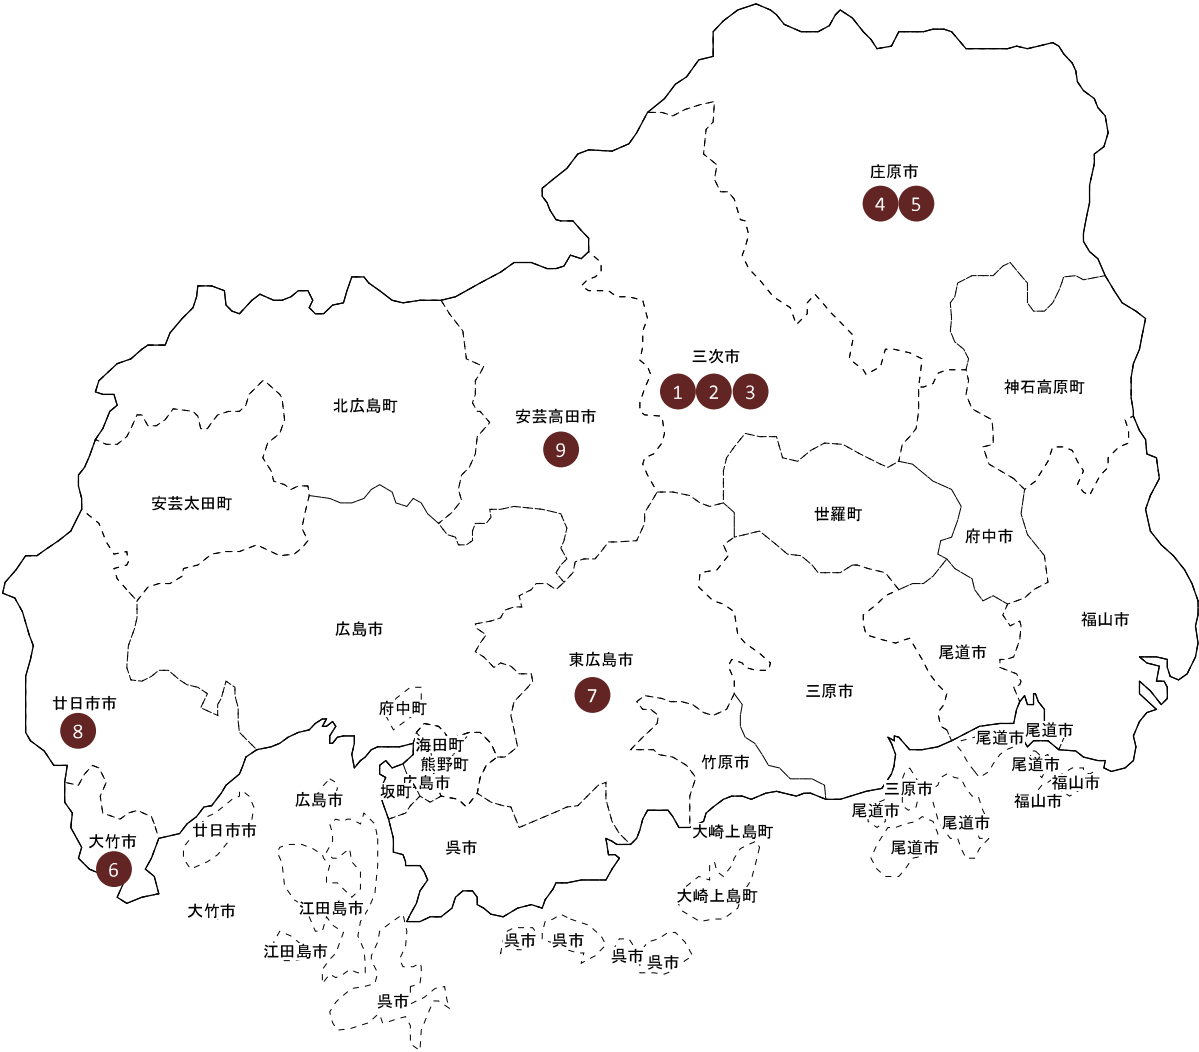 庄原市
4 5
三次市
1 2 3
神石高原町
北広島町
安芸高田市
9
安芸太田町
世羅町
府中市
広島市
福山市
尾道市
東広島市
7
三原市
廿日市市
8
府中町
海田町
熊野町
広島市
坂町
竹原市
尾道市
尾道市
尾道市
福山市
福山市
三原市
尾道市
尾道市
尾道市
広島市
廿日市市
大竹市
6
呉市
大崎上島町
大崎上島町
大竹市
江田島市
江田島市
呉市
呉市
呉市
呉市
呉市